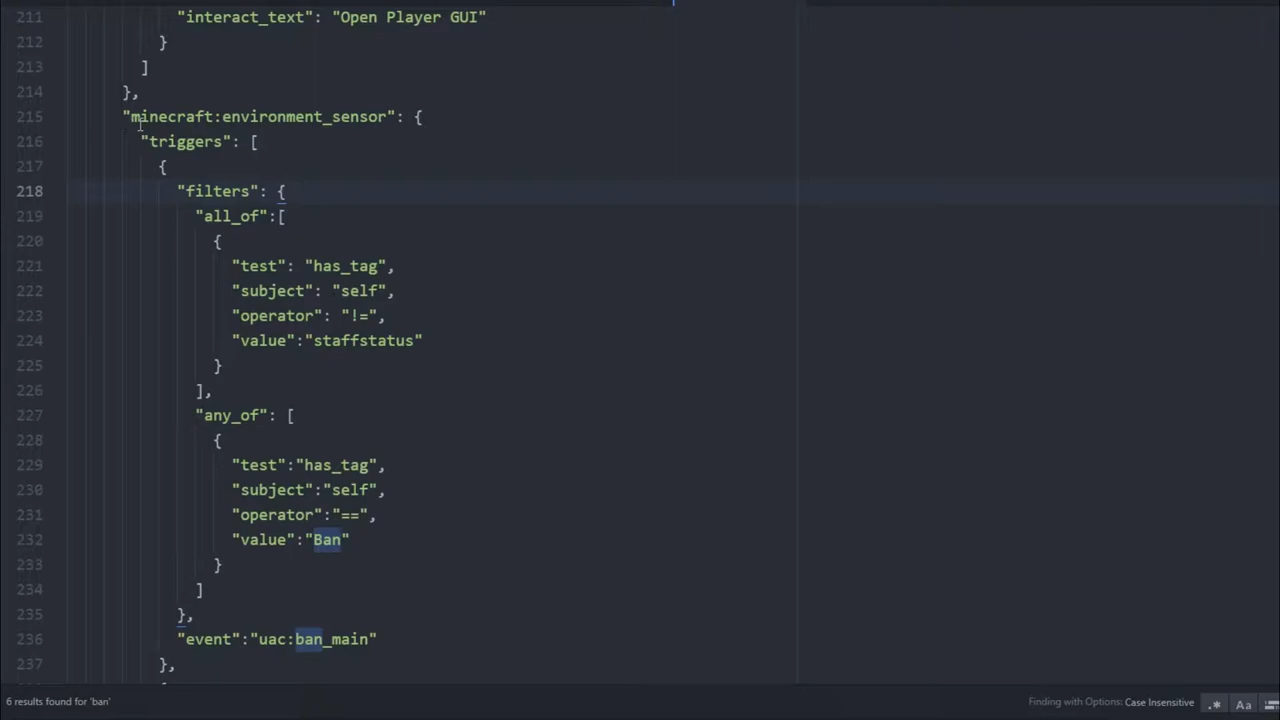 211 "interact_text": "Open Player GUI"
212 }
213 ]
214 },
215 "minecraft:environment_sensor": {
216 "triggers": [
217 {
218 "filters": {
219 "all_of":[
220 {
221 "test": "has_tag",
222 "subject": "self",
223 "operator": "!=",
224 "value":"staffstatus"
225 }
226 ],
227 "any_of": [
228 {
229 "test":"has_tag",
230 "subject":"self",
231 "operator":"==",
232 "value":"Ban"
233 }
234 ]
235 },
236 "event":"uac:ban_main"
237 },
6 results found for 'ban' Finding with Options: Case Insensitive .* Aa